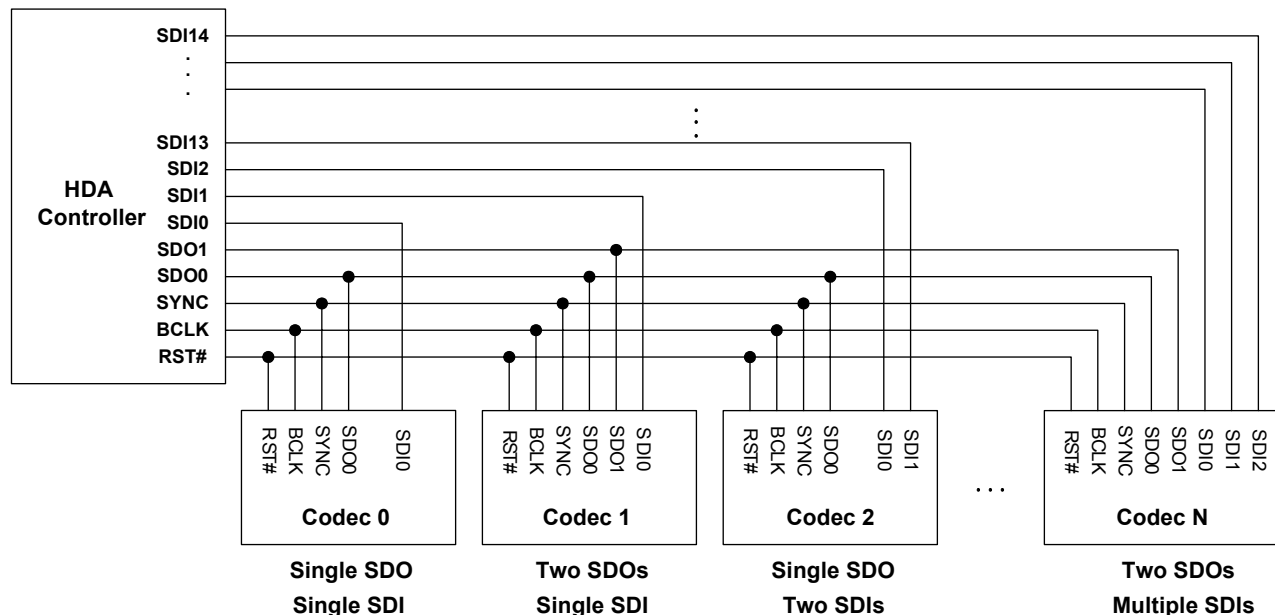 SDI14
.
.
.
SDI13
SDI2
SDI1
SDI0
SDO1
SDO0
SYNC
BCLK
RST#
HDA
Controller
.
.
.
RST#
BCLK
SYNC
SDO0
SDI0
Codec 0
Single SDO
Single SDI
RST#
BCLK
SYNC
SDO0
SDO1
SDI0
Codec 1
Two SDOs
Single SDI
RST#
BCLK
SYNC
SDO0
SDI0
SDI1
Codec 2
Single SDO
Two SDIs
. . .
RST#
BCLK
SYNC
SDO0
SDO1
SDI0
SDI1
SDI2
Codec N
Two SDOs
Multiple SDIs